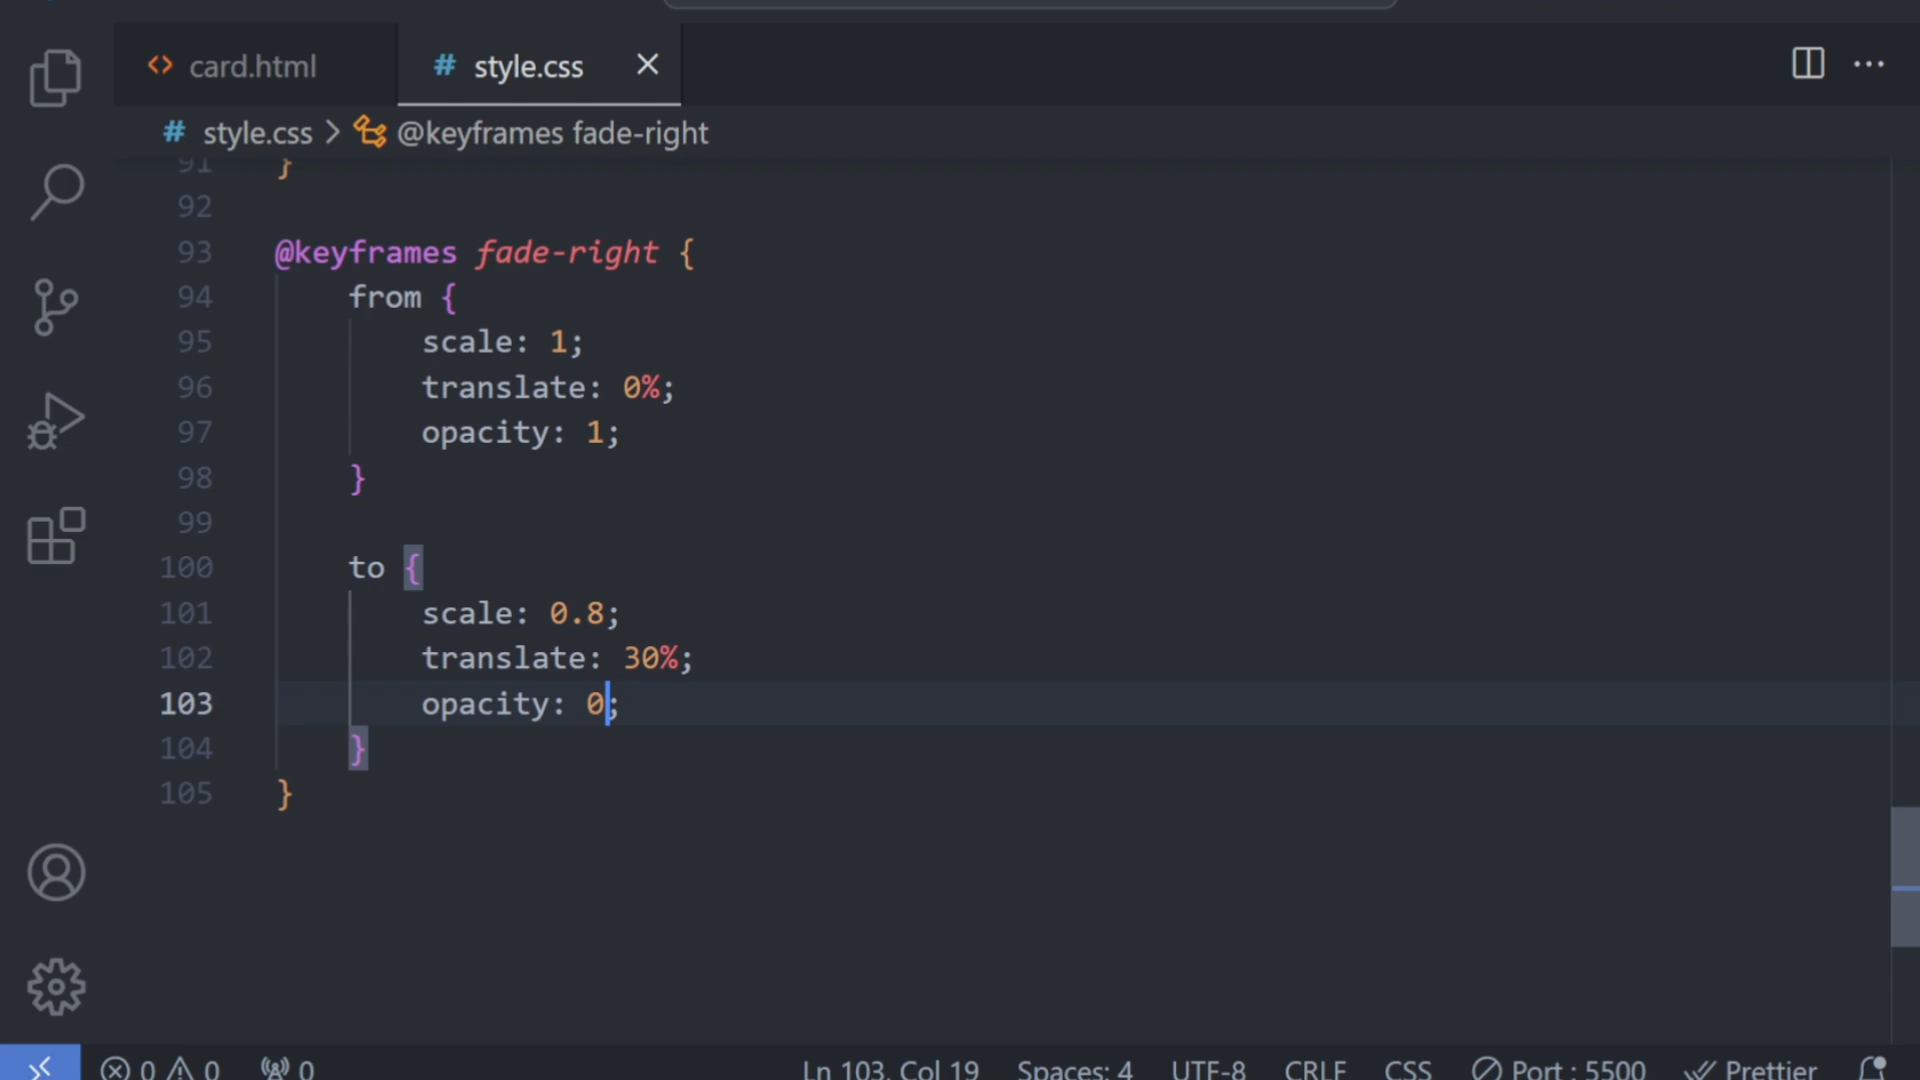 card.html
# style.css
# style.css > @keyframes fade-right
91 }
92
93 @keyframes fade-right {
94 from {
95 scale: 1;
96 translate: 0%;
97 opacity: 1;
98 }
99
100 to {
101 scale: 0.8;
102 translate: 30%;
103 opacity: 0;
104 }
105 }
0 0 0 Ln 103, Col 19 Spaces: 4 UTF-8 CRLF CSS Port : 5500 Prettier